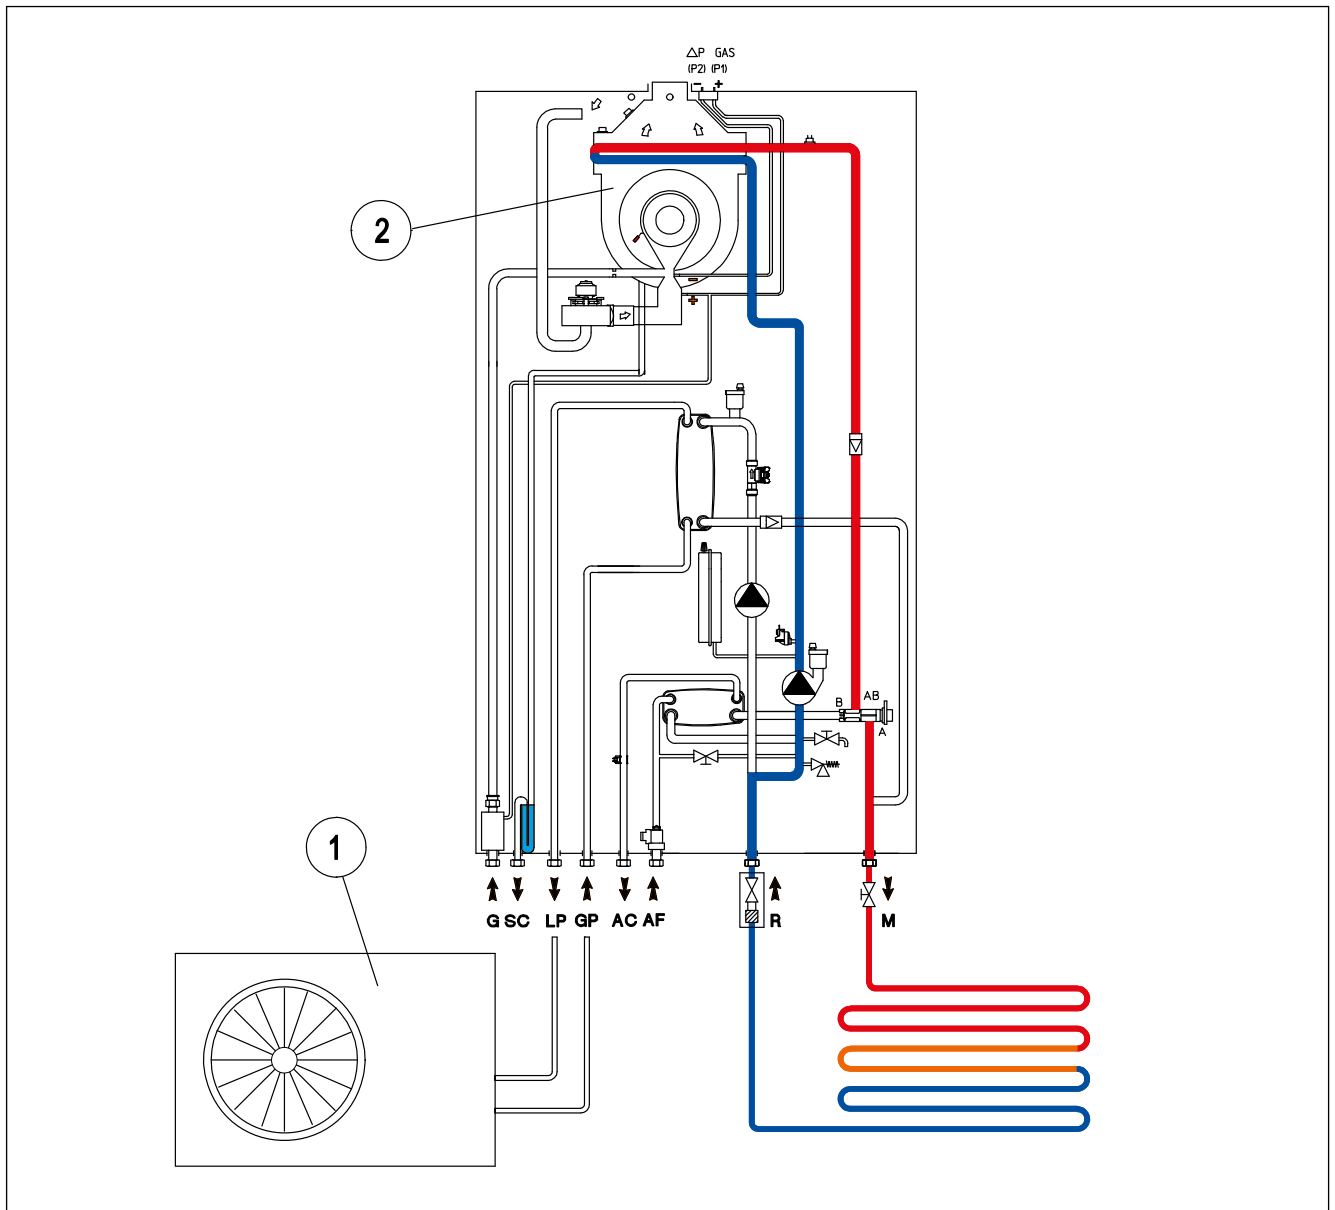 △P GAS
(P2) (P1)
− +
2
−
+
B AB
A
1
G SC LP GP AC AF R M